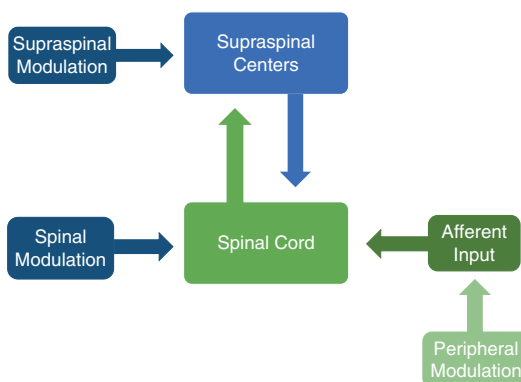 Supraspinal
Modulation
Supraspinal
Centers
Spinal
Modulation
Spinal Cord
Afferent
Input
Peripheral
Modulation